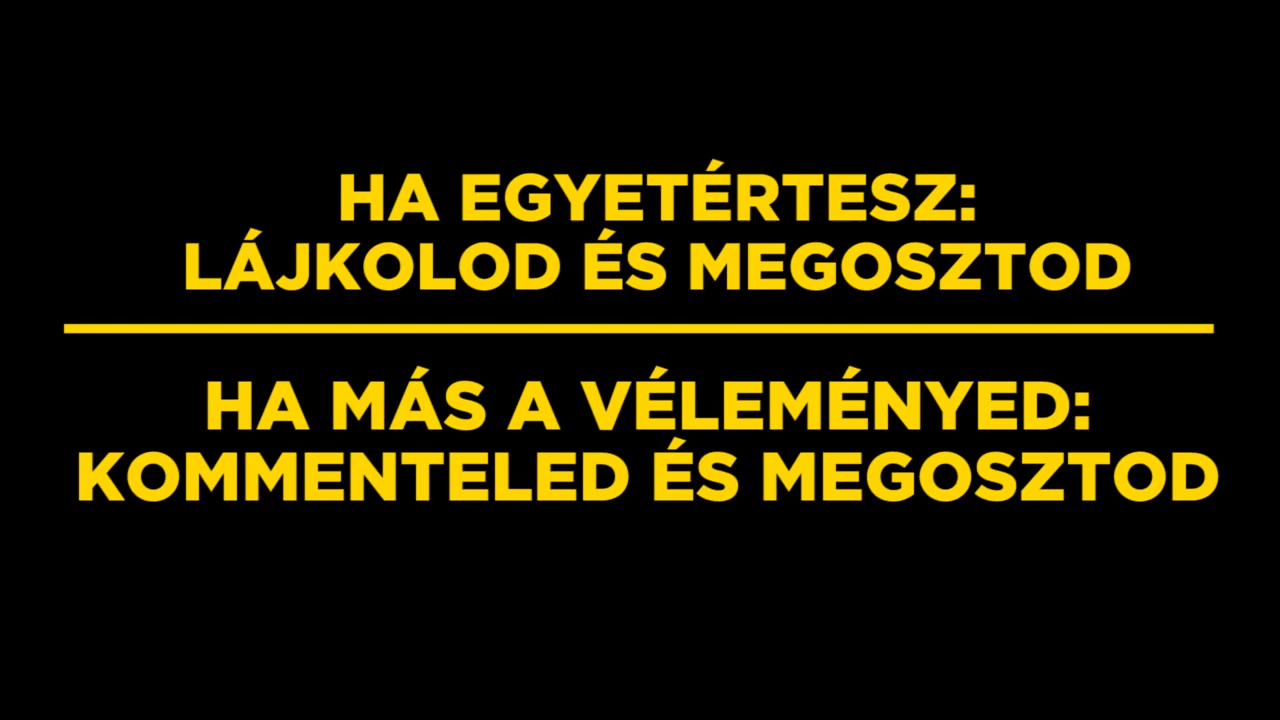 HA EGYETÉRTESZ:
LÁJKOLOD ÉS MEGOSZTOD
HA MÁS A VÉLEMÉNYED:
KOMMENTELED ÉS MEGOSZTOD